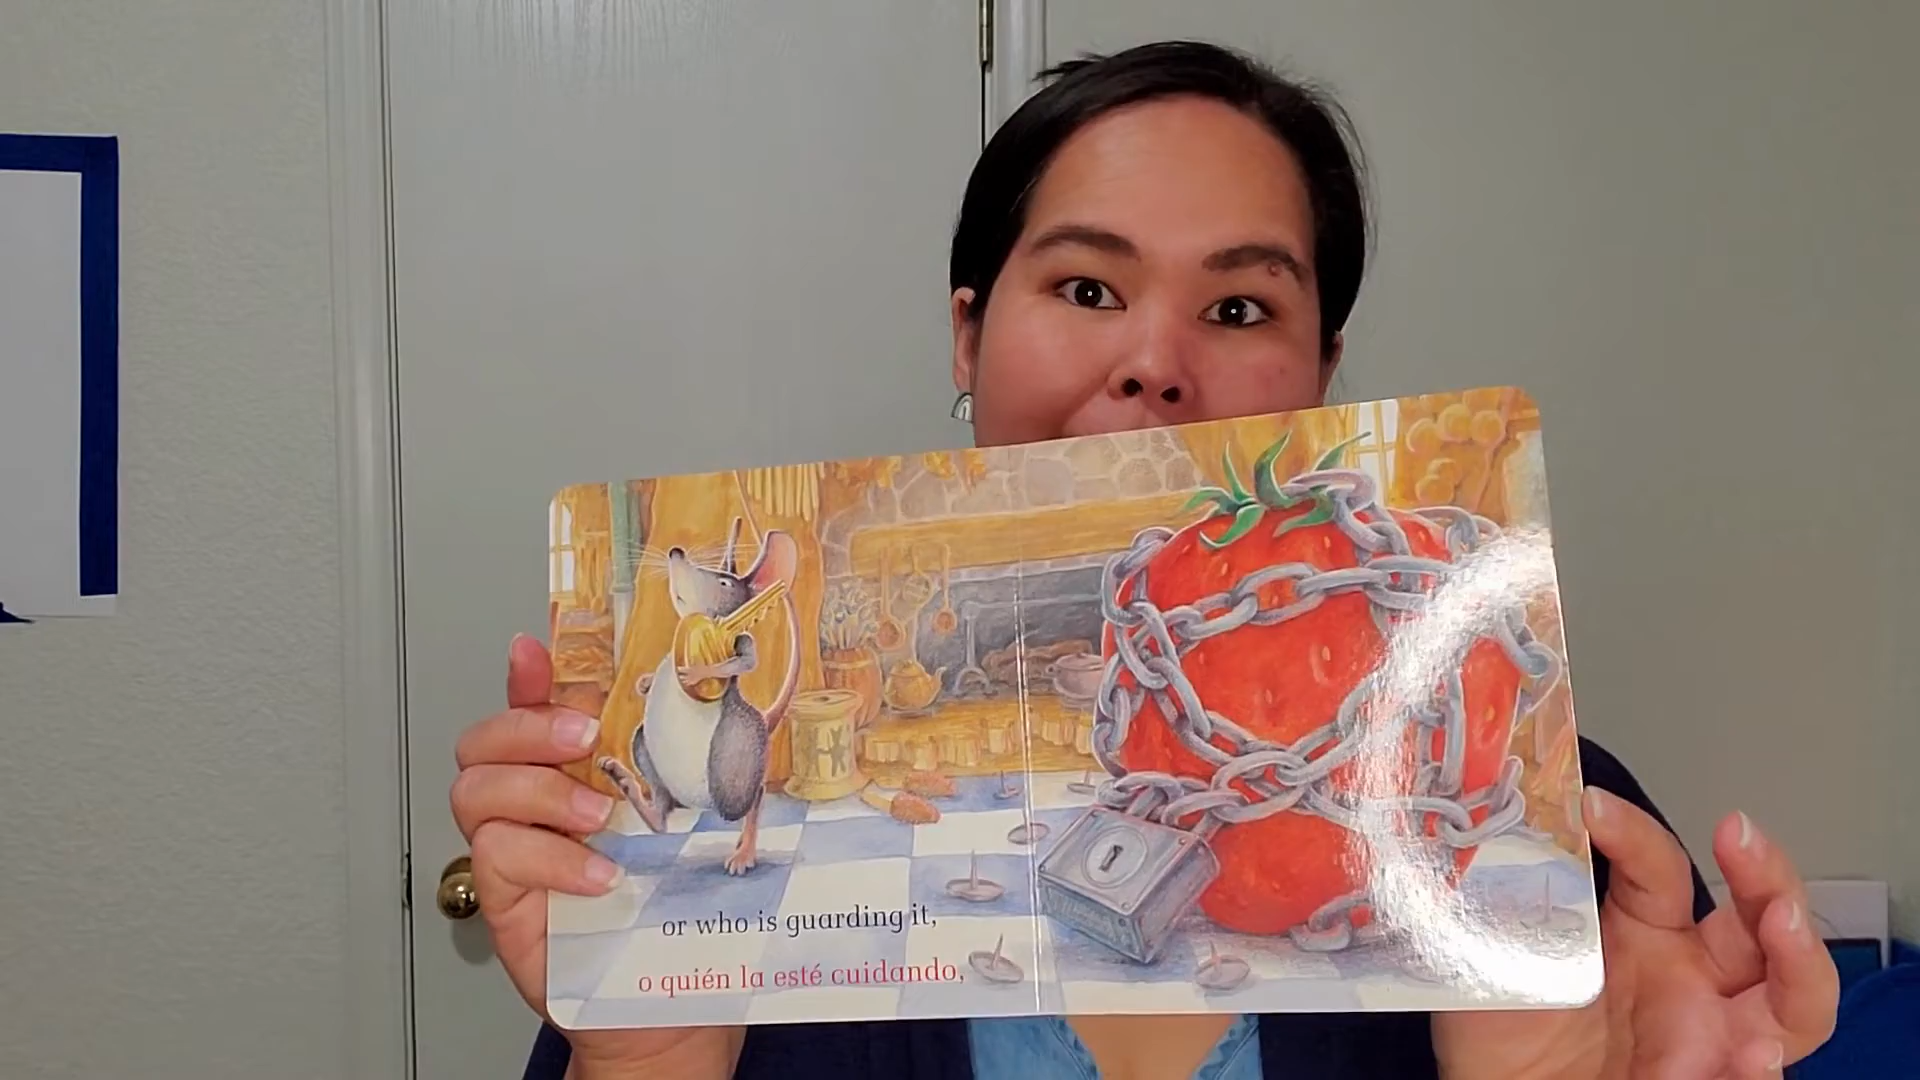 or who is guarding it,
o quién la esté cuidando,